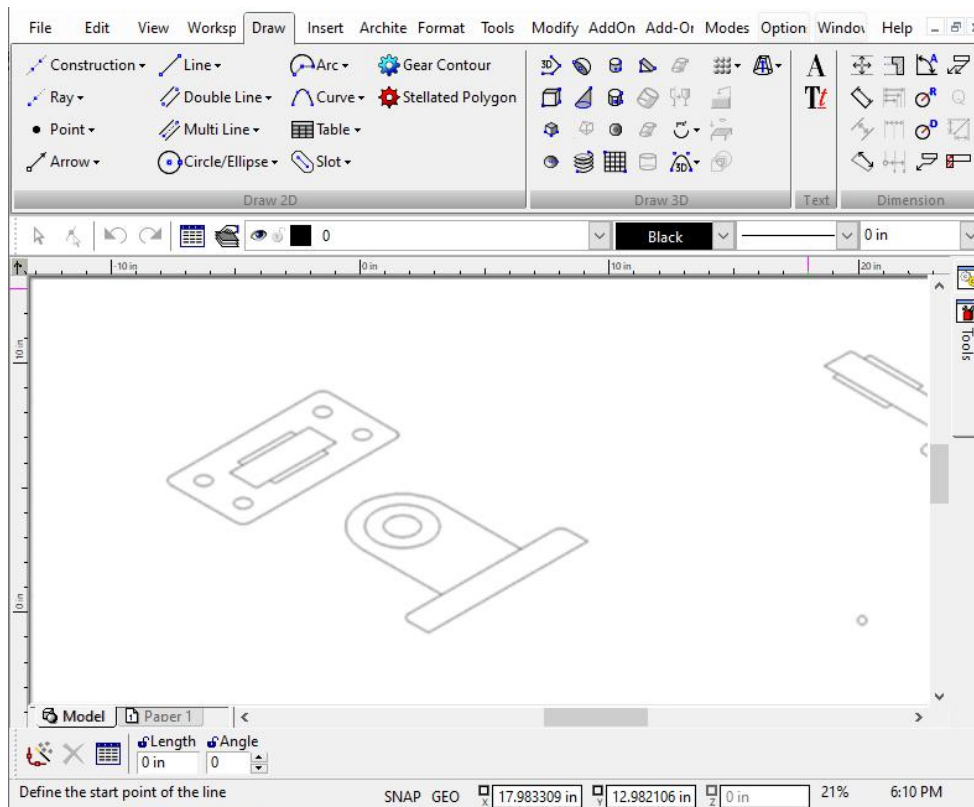 File Edit View Worksp Draw Insert Archite Format Tools Modify AddOn Add-Or Modes Option Windov Help
Construction Line Arc Gear Contour
Ray Double Line Curve Stellated Polygon
Point Multi Line Table
Arrow Circle/Ellipse Slot
3D
A
A
Tt
R
Q
D
3D
Draw 2D Draw 3D Text Dimension
0 Black 0 in
-10 in 0 in 10 in 20 in
Tools
10 in
0 in
Model Paper 1
Length Angle
0 in 0
Define the start point of the line SNAP GEO X 17.983309 in Y 12.982106 in Z 0 in 21% 6:10 PM